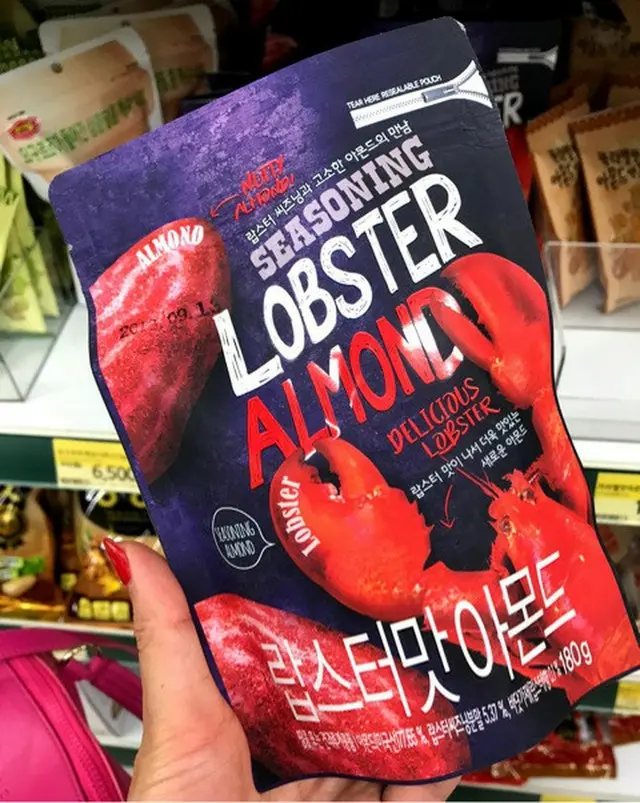 TEAR HERE RESEALABLE POUCH
NUTTY
ALMOND!
랍스터 씨즈닝과 고소한 아몬드의 만남
SEASONING
LOBSTER
ALMOND
ALMOND
DELICIOUS
LOBSTER
랍스터 맛이 나서 더욱 맛있는
새로운 아몬드
Lobster
SEASONING
ALMOND
랍스터맛 아몬드
180g
6,500
SEASONING
STER